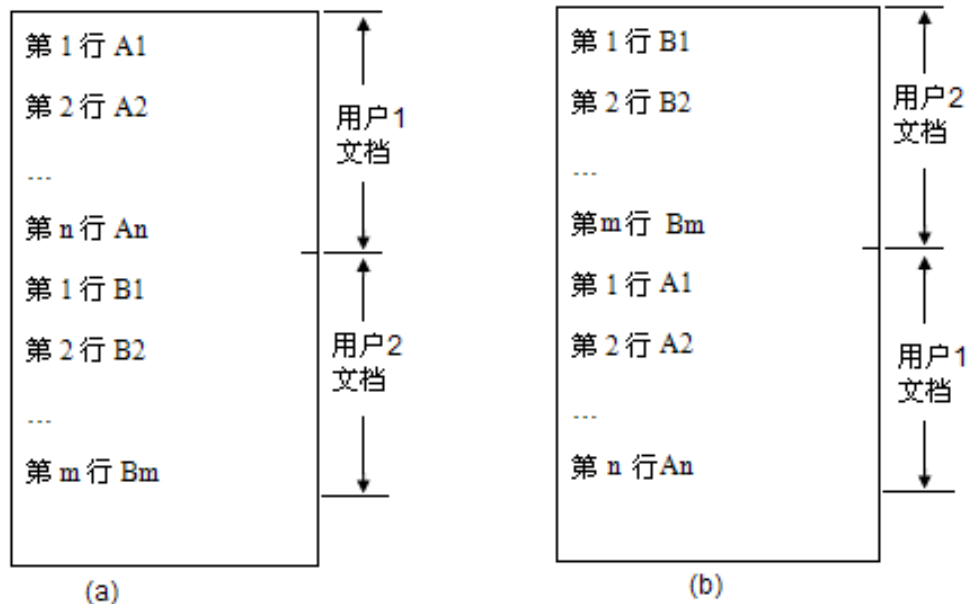 第 1 行 A1
第 2 行 A2
...
第 n 行 An
第 1 行 B1
第 2 行 B2
...
第 m 行 Bm
用户1
文档
用户2
文档
(a)
第 1 行 B1
第 2 行 B2
...
第m 行 Bm
第 1 行 A1
第 2 行 A2
...
第 n 行An
用户2
文档
用户1
文档
(b)